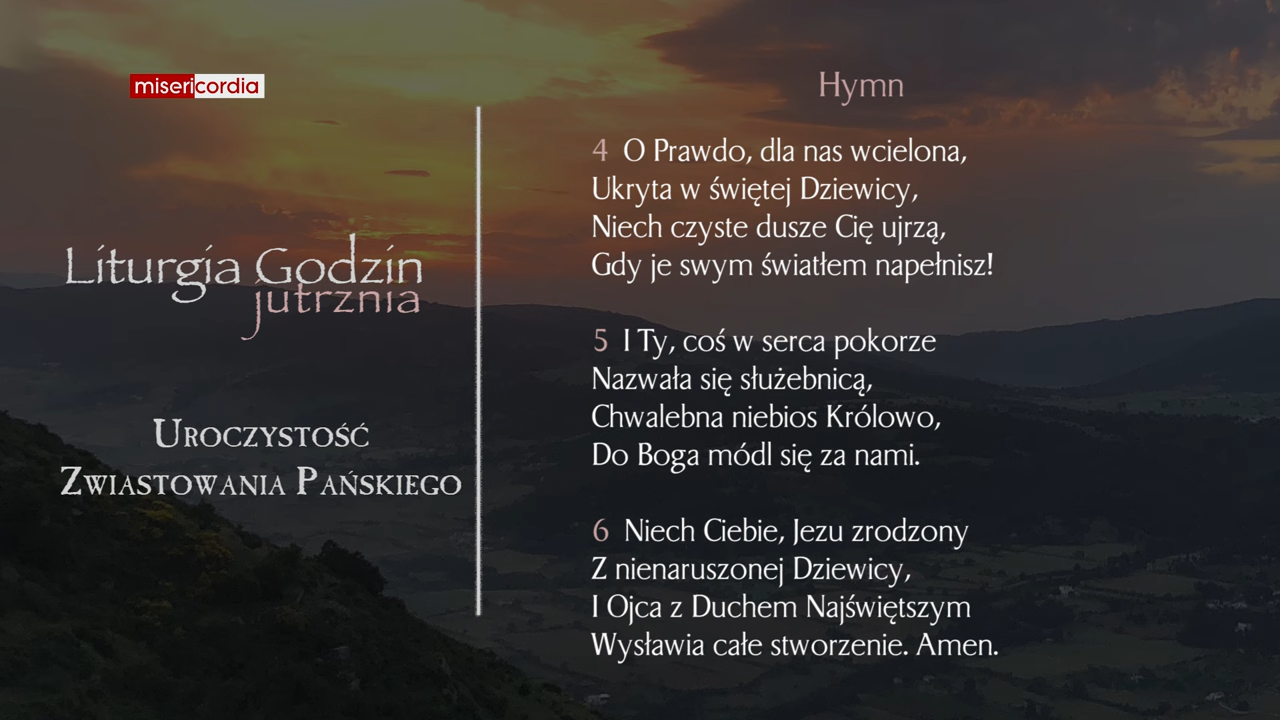 misericordia
Liturgia Godzin
jutrznia
Uroczystość
Zwiastowania Pańskiego
Hymn
4 O Prawdo, dla nas wcielona,
Ukryta w świętej Dziewicy,
Niech czyste dusze Cię ujrzą,
Gdy je swym światłem napełnisz!
5 I Ty, coś w serca pokorze
Nazwała się służebnicą,
Chwalebna niebios Królowo,
Do Boga módl się za nami.
6 Niech Ciebie, Jezu zrodzony
Z nienaruszonej Dziewicy,
I Ojca z Duchem Najświętszym
Wysławia całe stworzenie. Amen.